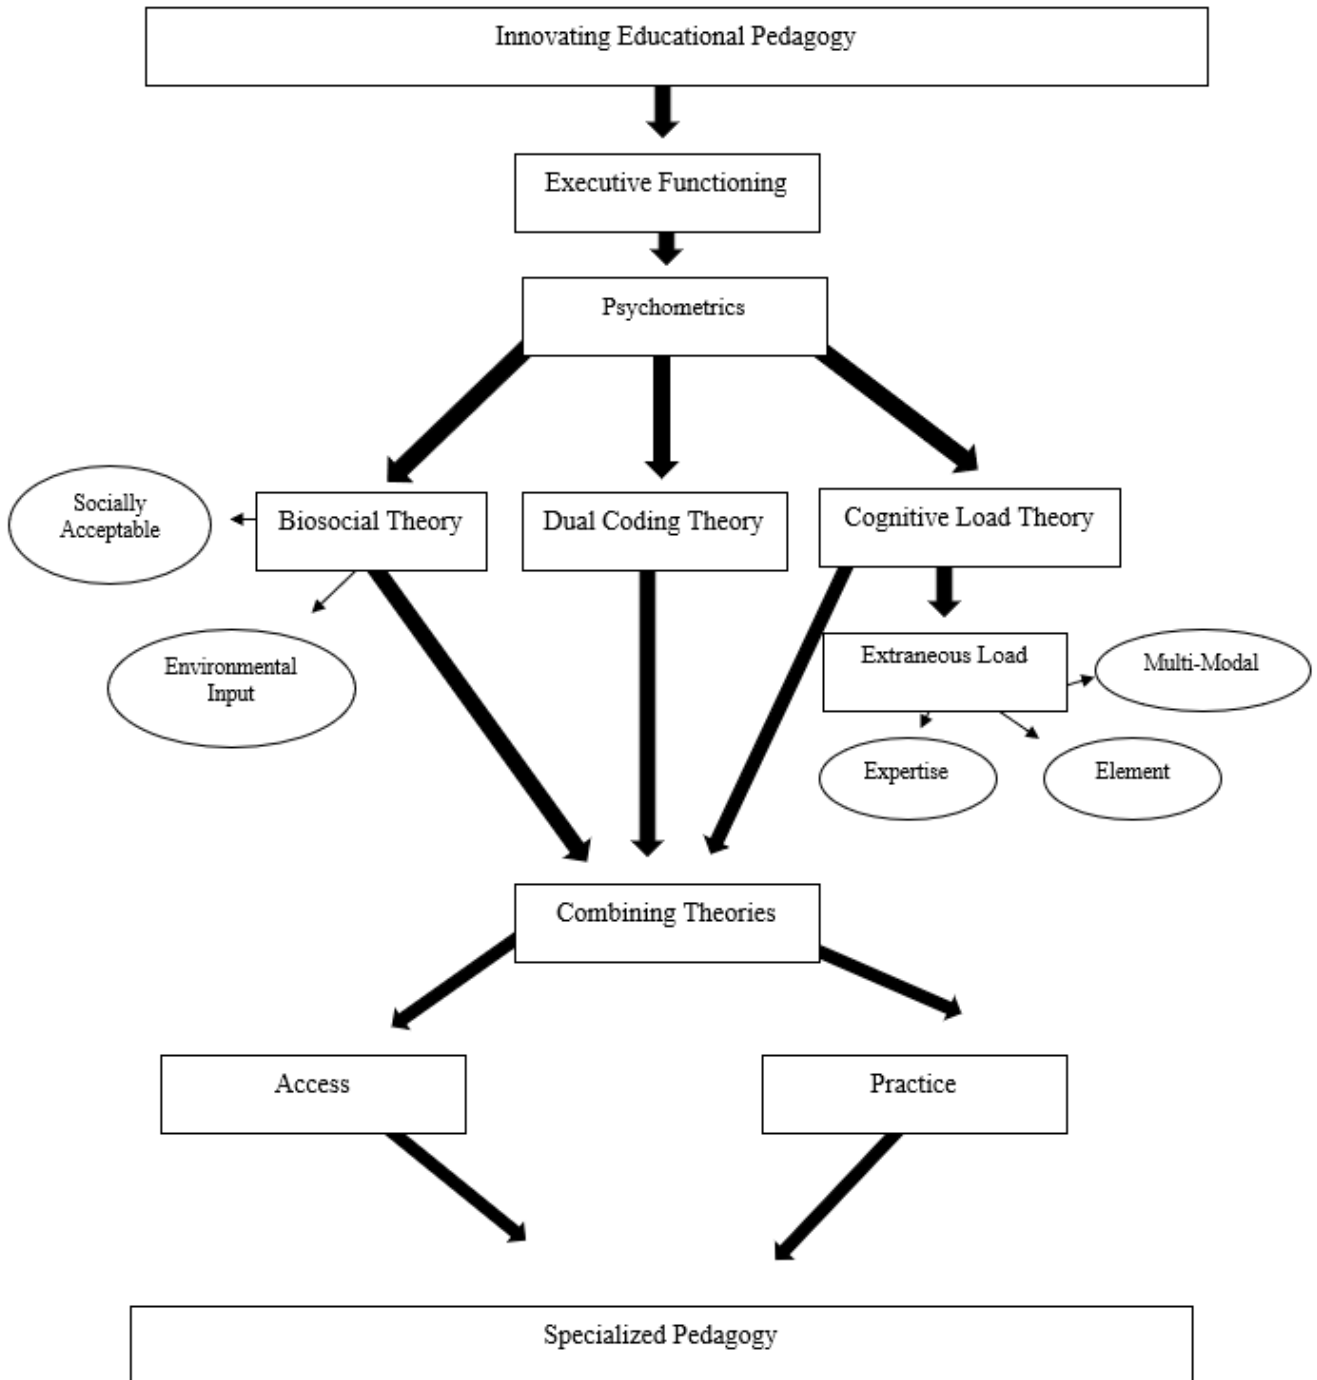 Innovating Educational Pedagogy
Executive Functioning
Psychometrics
Socially
Acceptable
Biosocial Theory
Dual Coding Theory
Cognitive Load Theory
Environmental
Input
Extraneous Load
Multi-Modal
Expertise
Element
Combining Theories
Access
Practice
Specialized Pedagogy